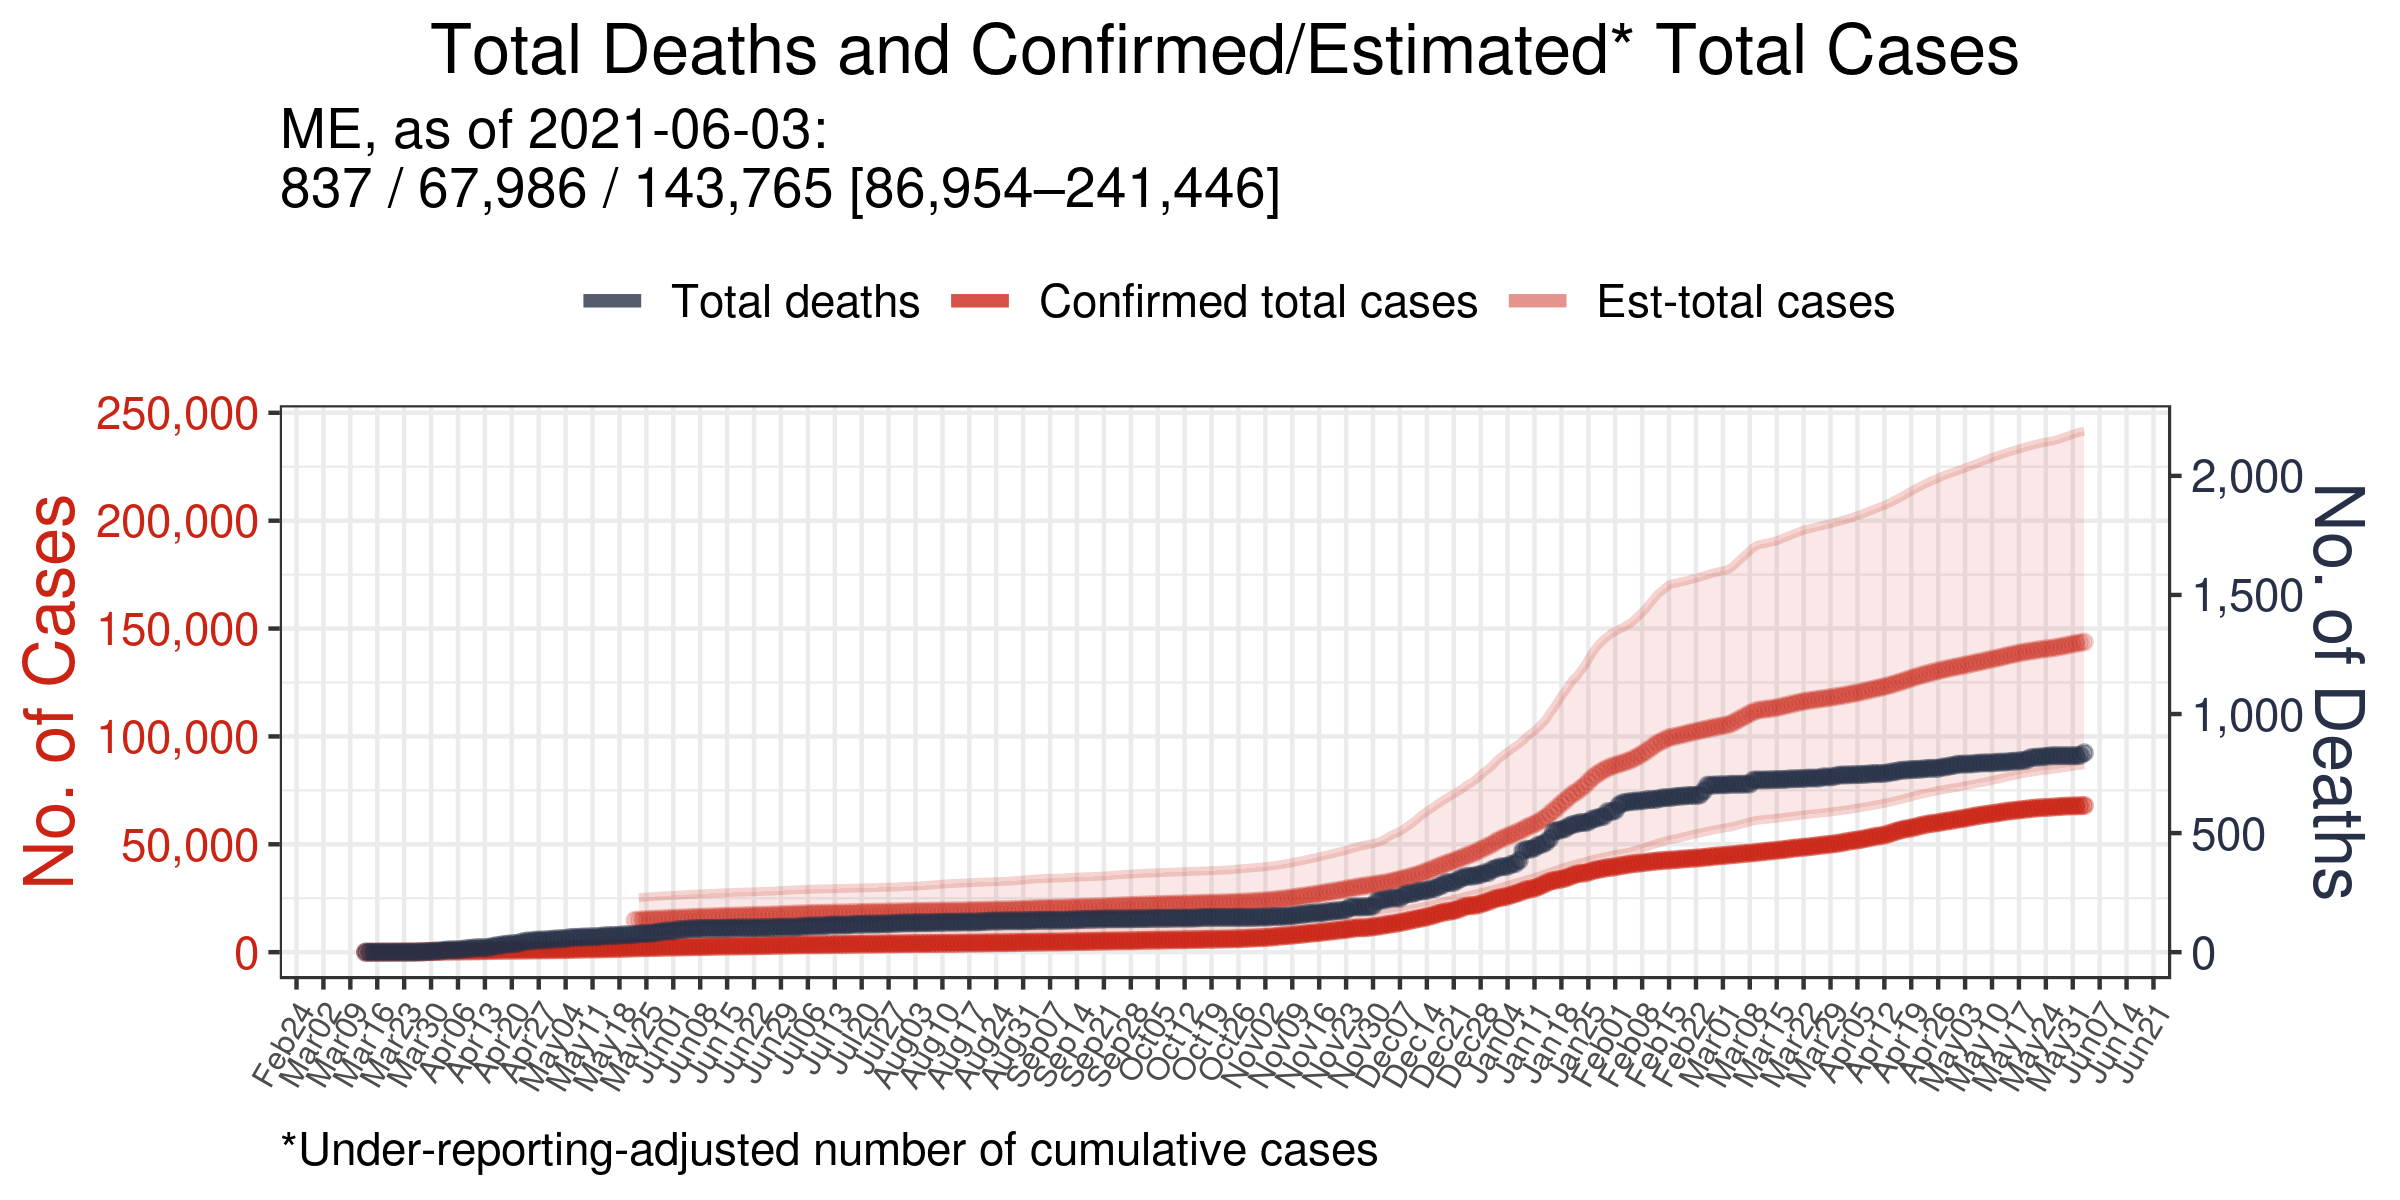 Total Deaths and Confirmed/Estimated* Total Cases
ME, as of 2021-06-03:
837 / 67,986 / 143,765 [86,954–241,446]
Total deaths
Confirmed total cases
Est-total cases
No. of Cases
250,000
200,000
150,000
100,000
50,000
0
2,000
1,500
1,000
500
0
No. of Deaths
Feb24
Mar02
Mar09
Mar16
Mar23
Mar30
Apr06
Apr13
Apr20
Apr27
May04
May11
May18
May25
Jun01
Jun08
Jun15
Jun22
Jun29
Jul06
Jul13
Jul20
Jul27
Aug03
Aug10
Aug17
Aug24
Aug31
Sep07
Sep14
Sep21
Sep28
Oct05
Oct12
Oct19
Oct26
Nov02
Nov09
Nov16
Nov23
Nov30
Dec07
Dec14
Dec21
Dec28
Jan04
Jan11
Jan18
Jan25
Feb01
Feb08
Feb15
Feb22
Mar01
Mar08
Mar15
Mar22
Mar29
Apr05
Apr12
Apr19
Apr26
May03
May10
May17
May24
May31
Jun07
Jun14
Jun21
*Under-reporting-adjusted number of cumulative cases